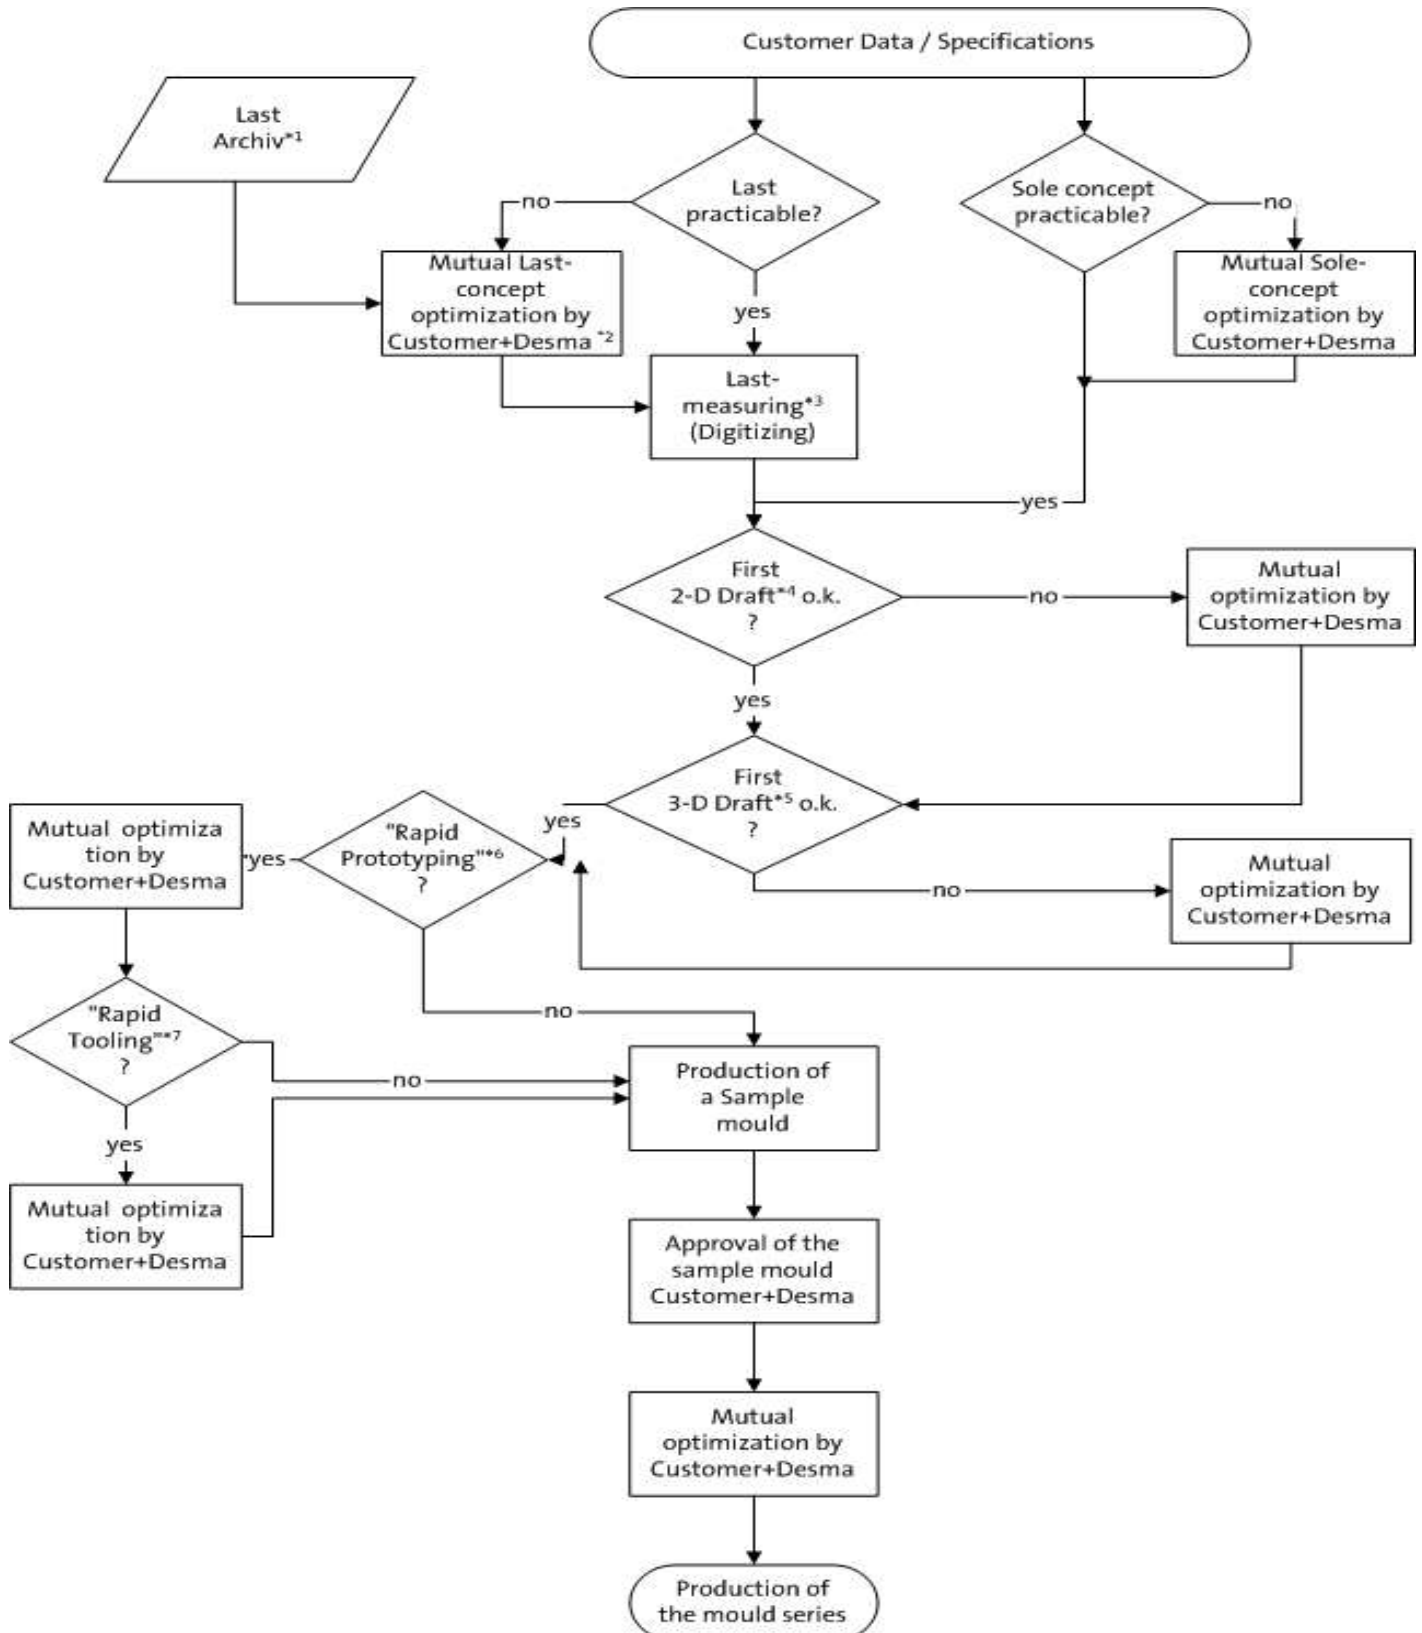 Customer Data / Specifications
Last
Archiv*1
Last
practicable?
Sole concept
practicable?
no
no
Mutual Last-
concept
optimization by
Customer+Desma *2
Mutual Sole-
concept
optimization by
Customer+Desma
yes
Last-
measuring*3
(Digitizing)
yes
First
2-D Draft*4 o.k.
?
no
Mutual
optimization by
Customer+Desma
yes
First
3-D Draft*5 o.k.
?
yes
"Rapid
Prototyping"*6
?
yes
Mutual optimiza
tion by
Customer+Desma
no
Mutual
optimization by
Customer+Desma
no
"Rapid
Tooling"*7
?
no
Production of
a Sample
mould
yes
Mutual optimiza
tion by
Customer+Desma
Approval of the
sample mould
Customer+Desma
Mutual
optimization by
Customer+Desma
Production of
the mould series